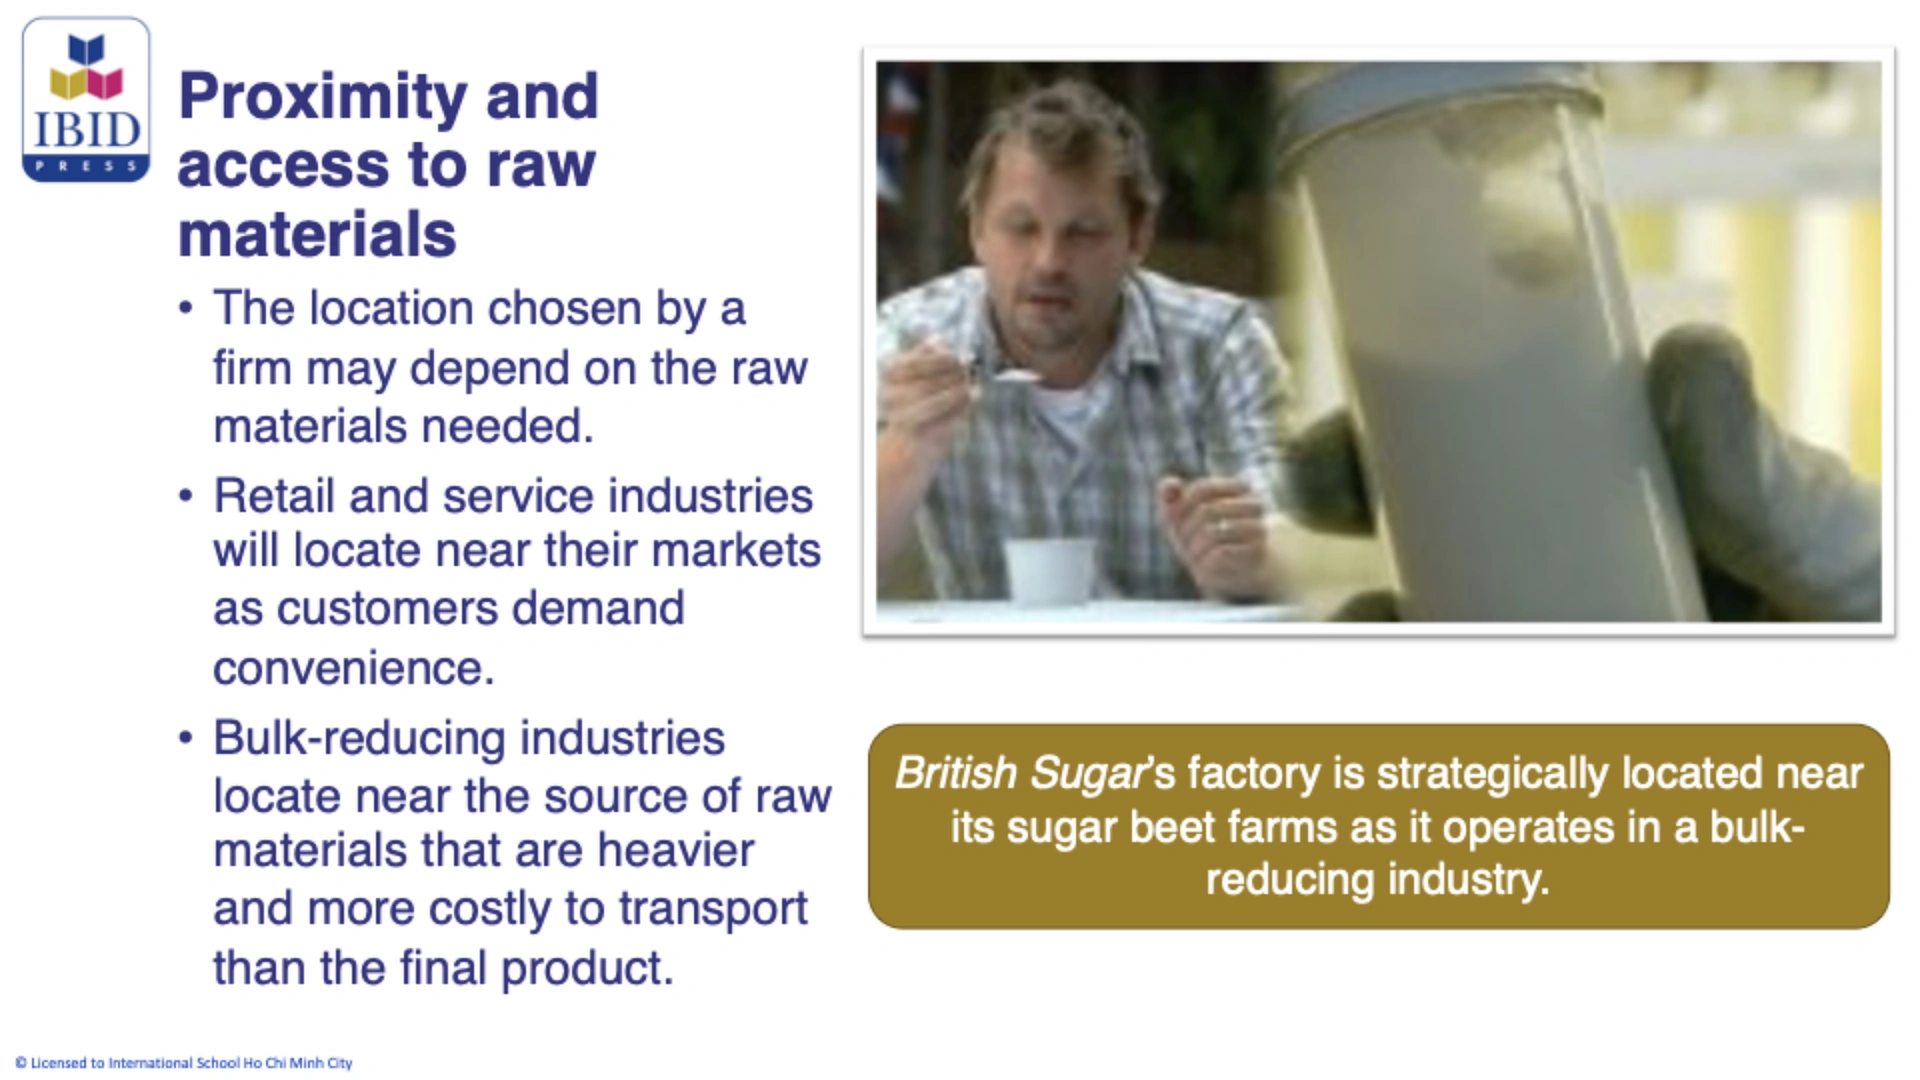 IBID
PRESS
Proximity and
access to raw
materials
• The location chosen by a
firm may depend on the raw
materials needed.
• Retail and service industries
will locate near their markets
as customers demand
convenience.
• Bulk-reducing industries
locate near the source of raw
materials that are heavier
and more costly to transport
than the final product.
British Sugar's factory is strategically located near
its sugar beet farms as it operates in a bulk-
reducing industry.
© Licensed to International School Ho Chi Minh City